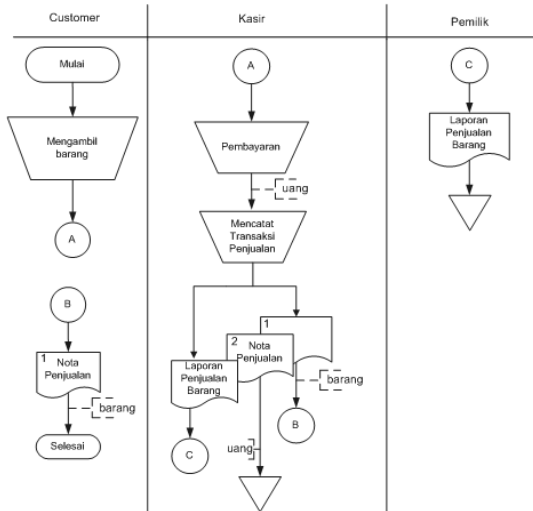 Customer
Kasir
Pemilik
Mulai
Mengambil
barang
A
B
1
Nota
Penjualan
barang
Selesai
A
Pembayaran
uang
Mencatat
Transaksi
Penjualan
1
2
Nota
Penjualan
Laporan
Penjualan
Barang
barang
B
C
uang
C
Laporan
Penjualan
Barang